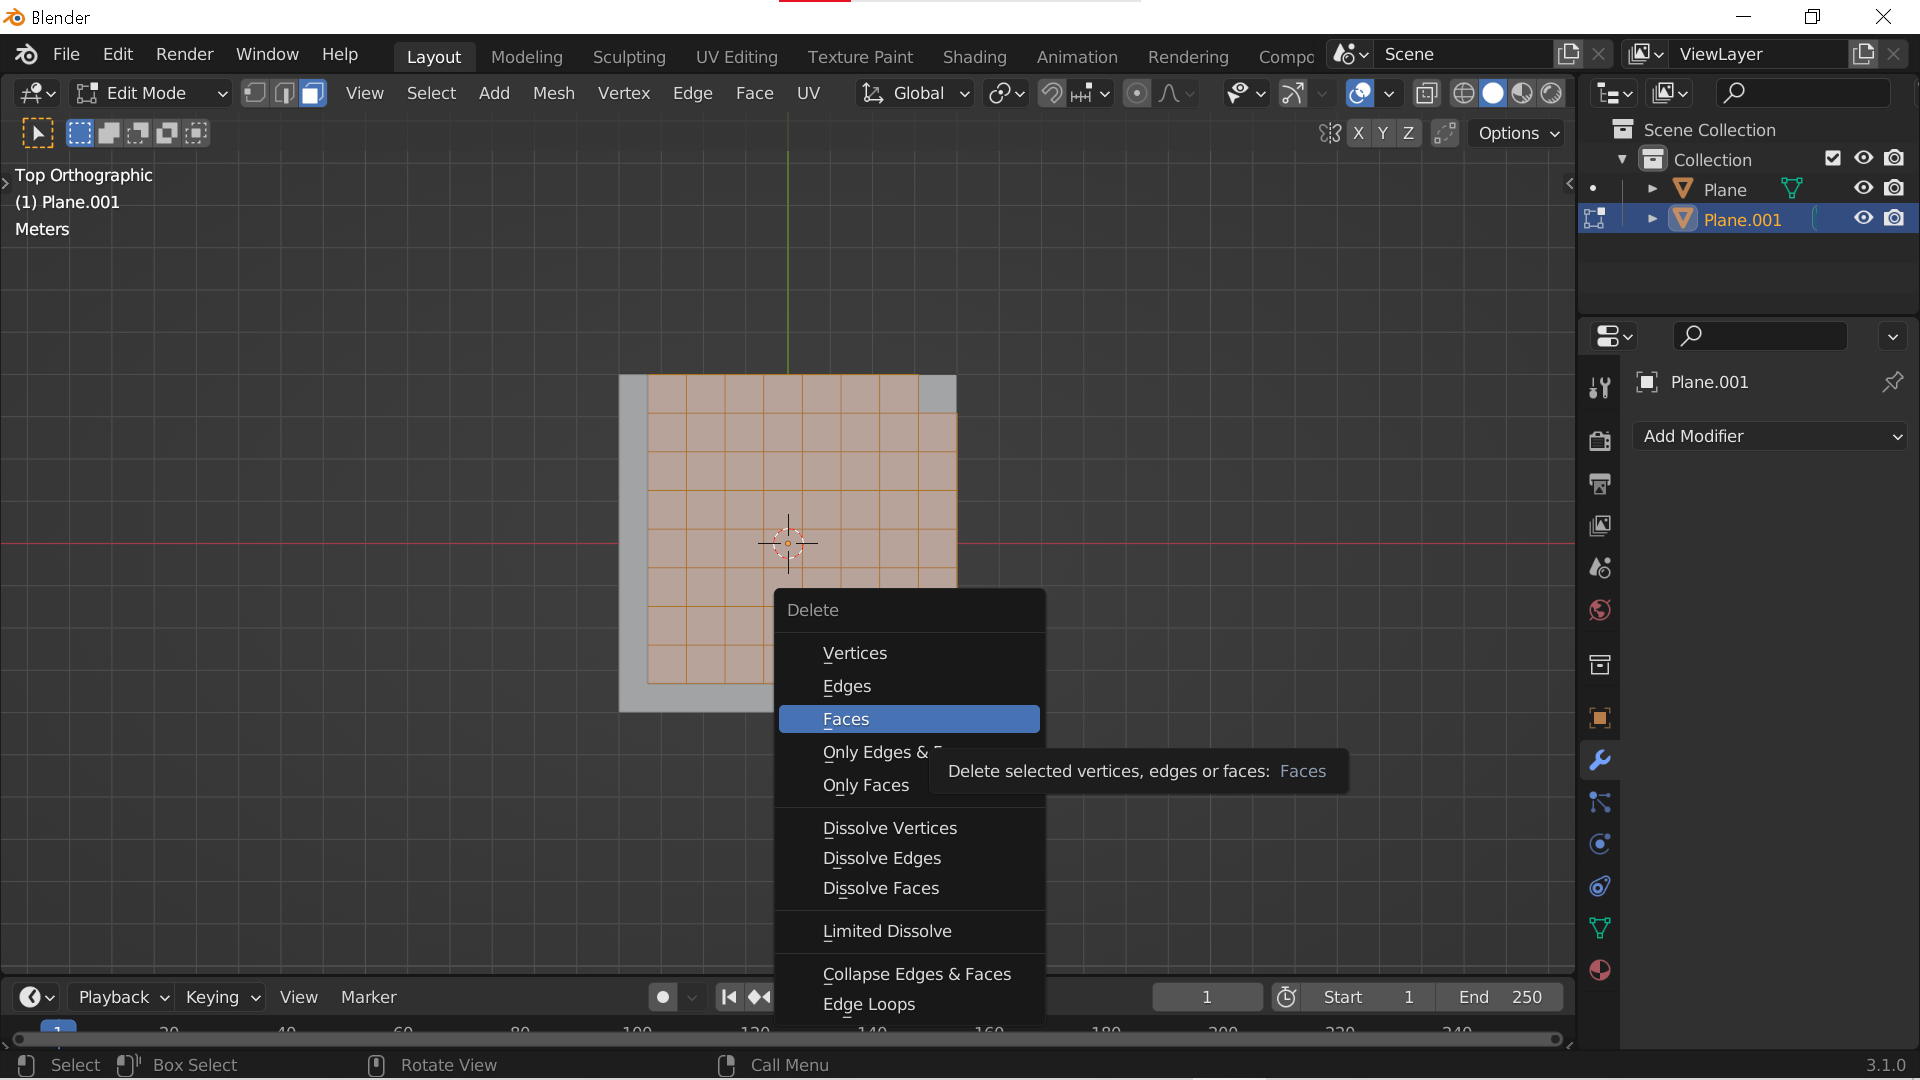 Blender
File Edit Render Window Help Layout Modeling Sculpting UV Editing Texture Paint Shading Animation Rendering Compo Scene ViewLayer
Edit Mode View Select Add Mesh Vertex Edge Face UV Global
X Y Z Options
Top Orthographic
(1) Plane.001
Meters
Scene Collection
Collection
Plane
Plane.001
Plane.001
Add Modifier
Delete
Vertices
Edges
Faces
Only Edges &
Only Faces
Delete selected vertices, edges or faces: Faces
Dissolve Vertices
Dissolve Edges
Dissolve Faces
Limited Dissolve
Collapse Edges & Faces
Edge Loops
Playback Keying View Marker 1 Start 1 End 250
1 20 40 60 80 100 120 140 160 180 200 220 240
Select Box Select Rotate View Call Menu 3.1.0